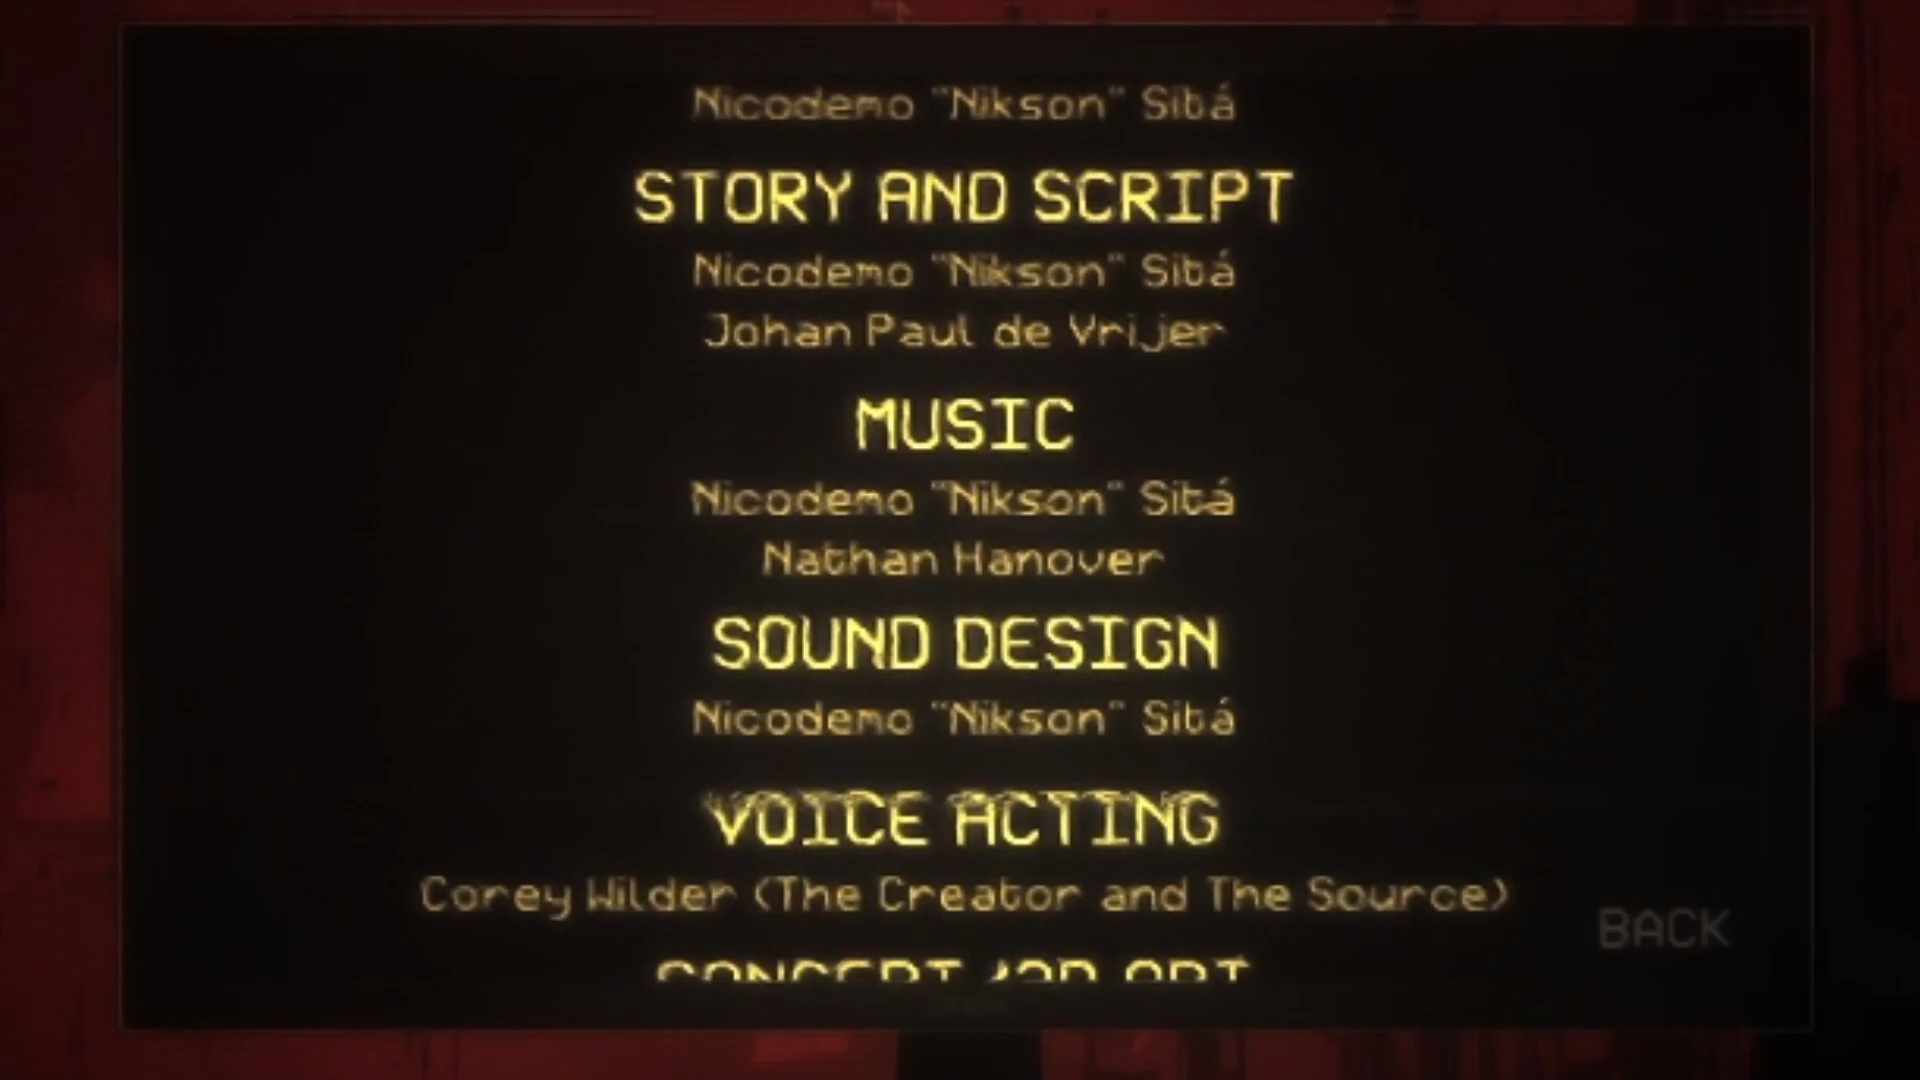 Nicodemo "Nikson" Sitá
STORY AND SCRIPT
Nicodemo "Nikson" Sitá
Johan Paul de Vrijer
MUSIC
Nicodemo "Nikson" Sitá
Nathan Hanover
SOUND DESIGN
Nicodemo "Nikson" Sitá
VOICE ACTING
Corey Wilder (The Creator and The Source)
BACK